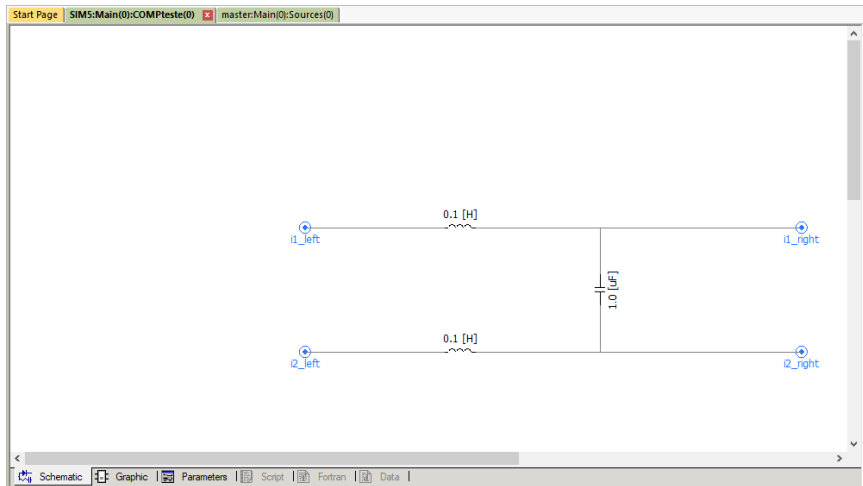 Start Page SIM5:Main(0):COMPteste(0) master:Main(0):Sources(0)
0.1 [H]
i1_left i1_right
1.0 [uF]
0.1 [H]
i2_left i2_right
Schematic Graphic Parameters Script Fortran Data